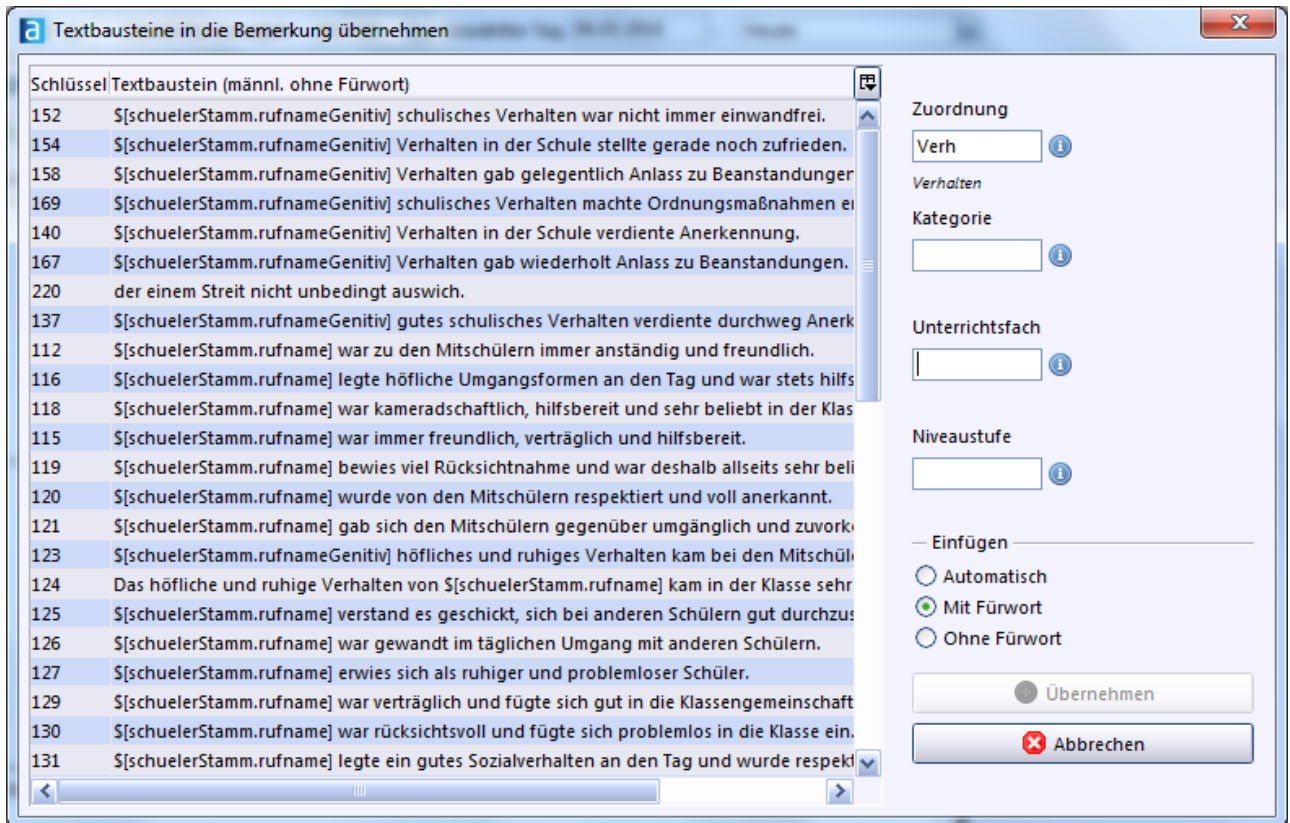 a Textbausteine in die Bemerkung übernehmen
Schlüssel Textbaustein (männl. ohne Fürwort)
152 $[schuelerStamm.rufnameGenitiv] schulisches Verhalten war nicht immer einwandfrei.
154 $[schuelerStamm.rufnameGenitiv] Verhalten in der Schule stellte gerade noch zufrieden.
158 $[schuelerStamm.rufnameGenitiv] Verhalten gab gelegentlich Anlass zu Beanstandungen
169 $[schuelerStamm.rufnameGenitiv] schulisches Verhalten machte Ordnungsmaßnahmen e
140 $[schuelerStamm.rufnameGenitiv] Verhalten in der Schule verdiente Anerkennung.
167 $[schuelerStamm.rufnameGenitiv] Verhalten gab wiederholt Anlass zu Beanstandungen.
220 der einem Streit nicht unbedingt auswich.
137 $[schuelerStamm.rufnameGenitiv] gutes schulisches Verhalten verdiente durchweg Anerk
112 $[schuelerStamm.rufname] war zu den Mitschülern immer anständig und freundlich.
116 $[schuelerStamm.rufname] legte höfliche Umgangsformen an den Tag und war stets hilfs
118 $[schuelerStamm.rufname] war kameradschaftlich, hilfsbereit und sehr beliebt in der Klas
115 $[schuelerStamm.rufname] war immer freundlich, verträglich und hilfsbereit.
119 $[schuelerStamm.rufname] bewies viel Rücksichtnahme und war deshalb allseits sehr beli
120 $[schuelerStamm.rufname] wurde von den Mitschülern respektiert und voll anerkannt.
121 $[schuelerStamm.rufname] gab sich den Mitschülern gegenüber umgänglich und zuvork
123 $[schuelerStamm.rufnameGenitiv] höfliches und ruhiges Verhalten kam bei den Mitschül
124 Das höfliche und ruhige Verhalten von $[schuelerStamm.rufname] kam in der Klasse sehr
125 $[schuelerStamm.rufname] verstand es geschickt, sich bei anderen Schülern gut durchzus
126 $[schuelerStamm.rufname] war gewandt im täglichen Umgang mit anderen Schülern.
127 $[schuelerStamm.rufname] erwies sich als ruhiger und problemloser Schüler.
129 $[schuelerStamm.rufname] war verträglich und fügte sich gut in die Klassengemeinschaft
130 $[schuelerStamm.rufname] war rücksichtsvoll und fügte sich problemlos in die Klasse ein.
131 $[schuelerStamm.rufname] legte ein gutes Sozialverhalten an den Tag und wurde respekt
Zuordnung
Verh
Verhalten
Kategorie
Unterrichtsfach
Niveaustufe
Einfügen
Automatisch
Mit Fürwort
Ohne Fürwort
Übernehmen
Abbrechen